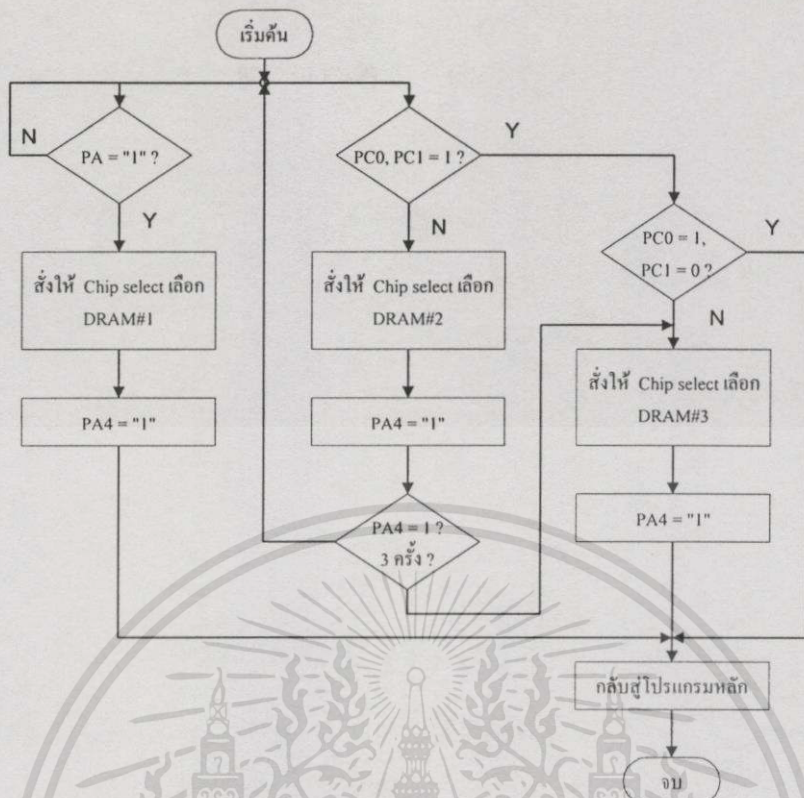 เริ่มต้น
N
PA = "1" ?
Y
สั่งให้ Chip select เลือก
DRAM#1
PA4 = "1"
PC0, PC1 = 1 ?
Y
N
สั่งให้ Chip select เลือก
DRAM#2
PA4 = "1"
PA4 = 1 ?
3 ครั้ง ?
PC0 = 1,
PC1 = 0 ?
Y
N
สั่งให้ Chip select เลือก
DRAM#3
PA4 = "1"
กลับสู่โปรแกรมหลัก
จบ